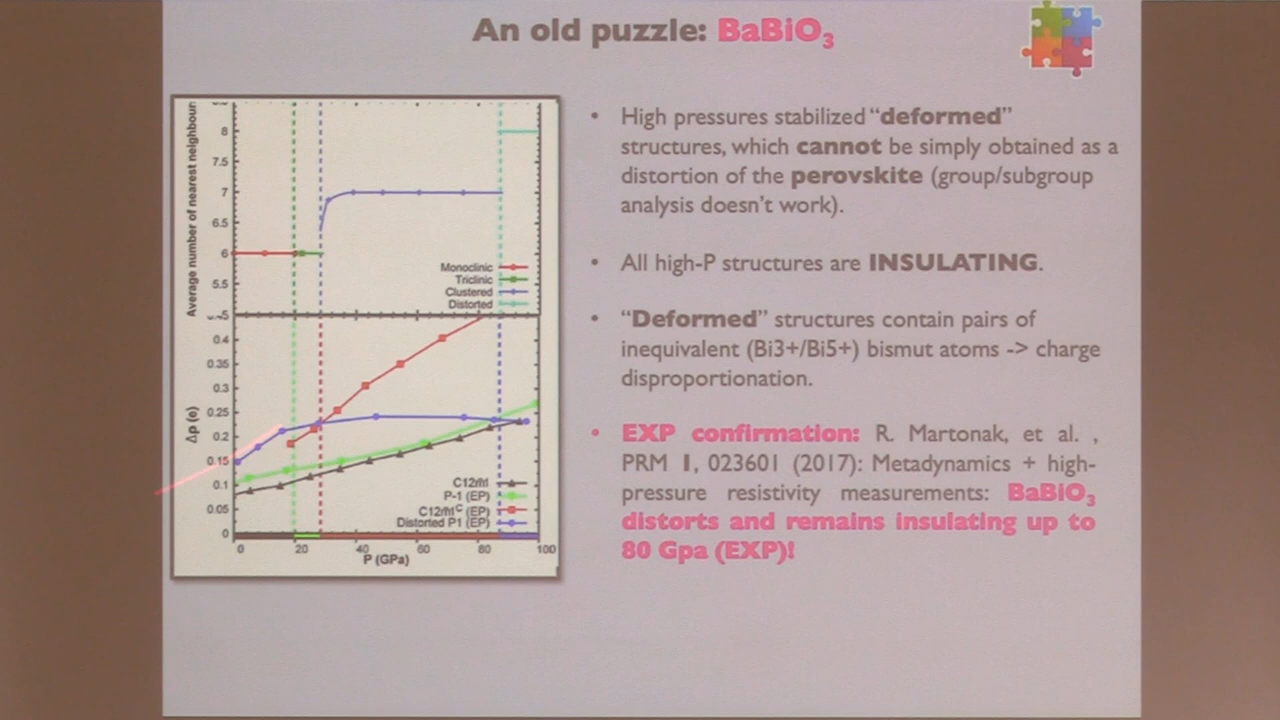 An old puzzle: BaBiO3
Average number of nearest neighbour
8
7.5
7
6.5
6
5.5
5
Monoclinic
Triclinic
Clustered
Distorted
Δρ (e)
0.4
0.35
0.3
0.25
0.2
0.15
0.1
0.05
0
C12/m1
P-1 (EP)
C12/m1C (EP)
Distorted P1 (EP)
0 20 40 60 80 100
P (GPa)
• High pressures stabilized “deformed”
structures, which cannot be simply obtained as a
distortion of the perovskite (group/subgroup
analysis doesn’t work).
• All high-P structures are INSULATING.
• “Deformed” structures contain pairs of
inequivalent (Bi3+/Bi5+) bismut atoms -> charge
disproportionation.
• EXP confirmation: R. Martonak, et al. ,
PRM 1, 023601 (2017): Metadynamics + high-
pressure resistivity measurements: BaBiO3
distorts and remains insulating up to
80 Gpa (EXP)!